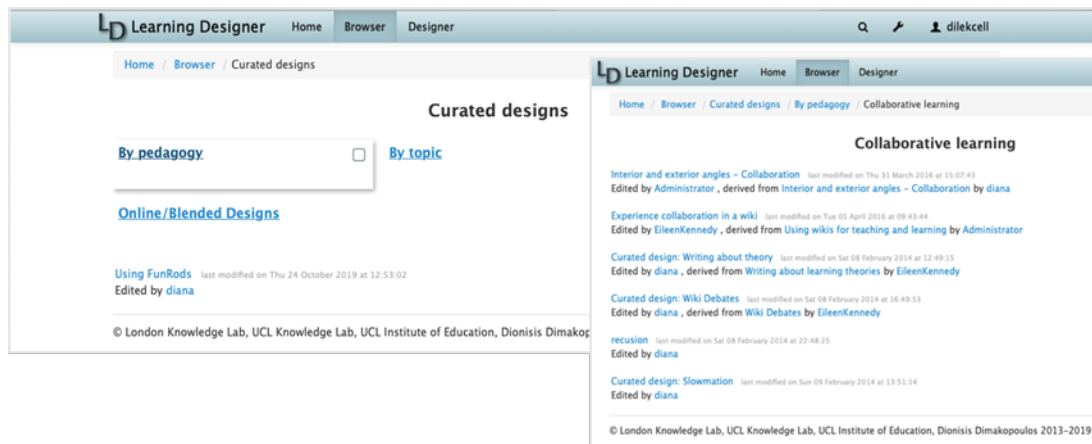 LD Learning Designer Home Browser Designer dilekcell
Home / Browser / Curated designs
Curated designs
By pedagogy By topic
Online/Blended Designs
Using FunRods last modified on Thu 24 October 2019 at 12:53:02
Edited by diana
© London Knowledge Lab, UCL Knowledge Lab, UCL Institute of Education, Dionisis Dimakop
LD Learning Designer Home Browser Designer
Home / Browser / Curated designs / By pedagogy / Collaborative learning
Collaborative learning
Interior and exterior angles – Collaboration last modified on Thu 31 March 2016 at 15:07:43
Edited by Administrator , derived from Interior and exterior angles – Collaboration by diana
Experience collaboration in a wiki last modified on Tue 05 April 2016 at 09:43:44
Edited by EileenKennedy , derived from Using wikis for teaching and learning by Administrator
Curated design: Writing about theory last modified on Sat 08 February 2014 at 12:49:15
Edited by diana , derived from Writing about learning theories by EileenKennedy
Curated design: Wiki Debates last modified on Sat 08 February 2014 at 16:49:53
Edited by diana , derived from Wiki Debates by EileenKennedy
recusion last modified on Sat 08 February 2014 at 22:48:25
Edited by diana
Curated design: Slowmation last modified on Sun 09 February 2014 at 13:51:14
Edited by diana
© London Knowledge Lab, UCL Knowledge Lab, UCL Institute of Education, Dionisis Dimakopoulos 2013-2019